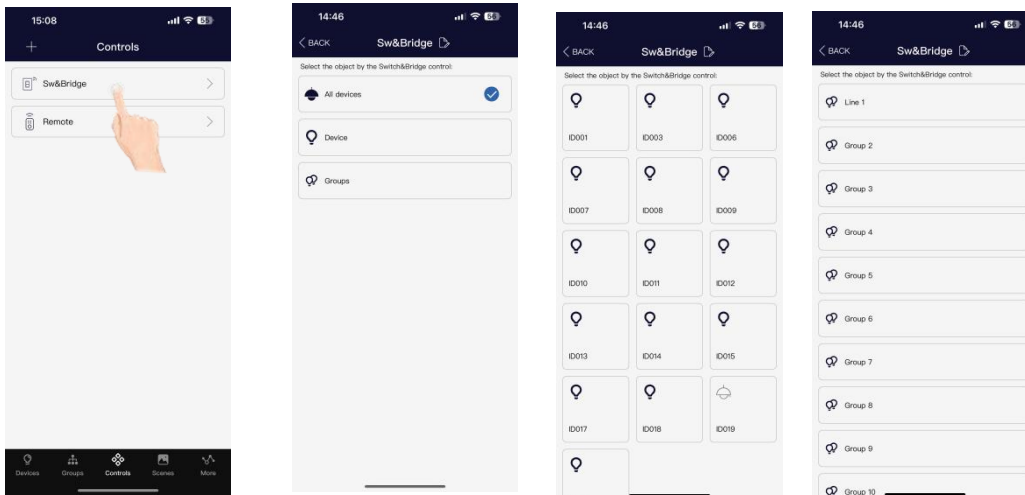 15:08
Controls
Sw&Bridge
Remote
Devices Groups Controls Scenes More
14:46
BACK Sw&Bridge
Select the object by the Switch&Bridge control:
All devices
Device
Groups
14:46
BACK Sw&Bridge
Select the object by the Switch&Bridge control:
ID001 ID003 ID006
ID007 ID008 ID009
ID010 ID011 ID012
ID013 ID014 ID015
ID017 ID018 ID019
14:46
BACK Sw&Bridge
Select the object by the Switch&Bridge control:
Line 1
Group 2
Group 3
Group 4
Group 5
Group 6
Group 7
Group 8
Group 9
Group 10